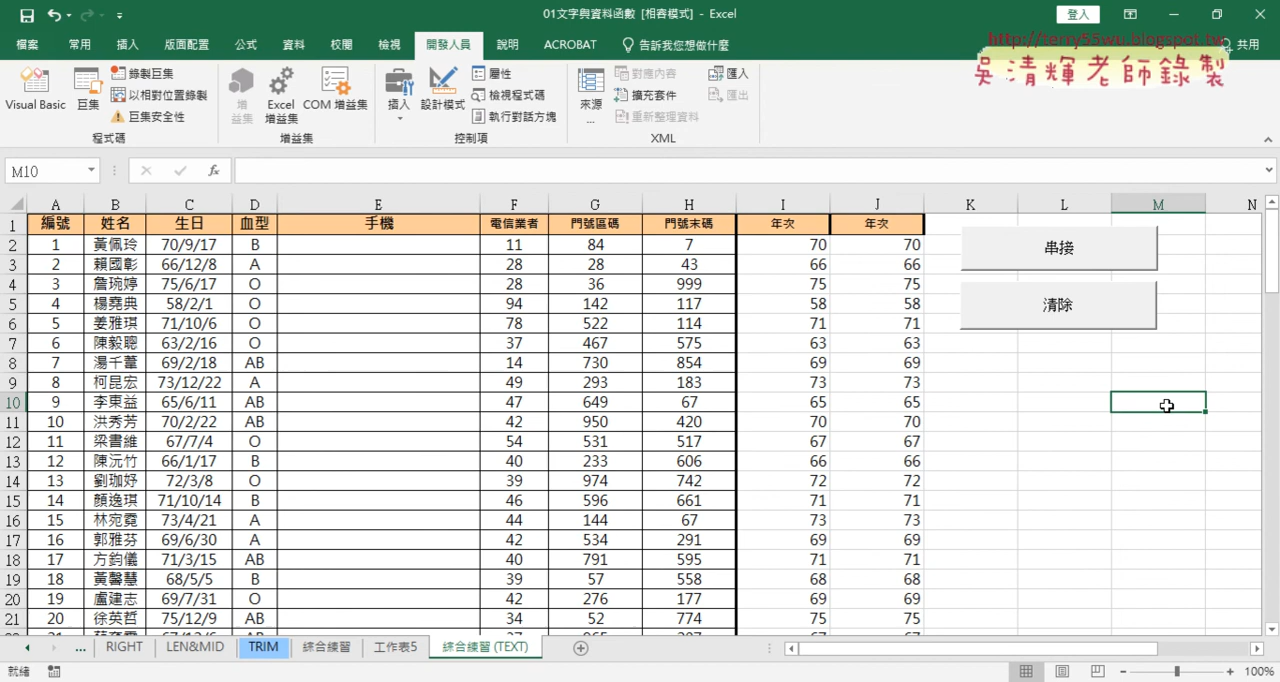 01文字與資料函數 [相容模式] - Excel
登入
http://terry55wu.blogspot.tw
吳清輝老師錄製
檔案 常用 插入 版面配置 公式 資料 校閱 檢視 開發人員 說明 ACROBAT 告訴我您想做什麼 共用
Visual Basic
巨集
錄製巨集
以相對位置錄製
巨集安全性
程式碼
增益集
Excel 增益集
COM 增益集
增益集
插入
設計模式
屬性
檢視程式碼
執行對話方塊
控制項
來源
...
對應內容
擴充套件
重新整理資料
匯入
匯出
XML
M10 fx
A B C D E F G H I J K L M N
1 編號 姓名 生日 血型 手機 電信業者 門號區碼 門號末碼 年次 年次
2 1 黃佩玲 70/9/17 B 11 84 7 70 70
3 2 賴國彰 66/12/8 A 28 28 43 66 66
4 3 詹琬婷 75/6/17 O 28 36 999 75 75
5 4 楊堯典 58/2/1 O 94 142 117 58 58
6 5 姜雅琪 71/10/6 O 78 522 114 71 71
7 6 陳毅聰 63/2/16 O 37 467 575 63 63
8 7 湯千葦 69/2/18 AB 14 730 854 69 69
9 8 柯昆宏 73/12/22 A 49 293 183 73 73
10 9 李東益 65/6/11 AB 47 649 67 65 65
11 10 洪秀芳 70/2/22 AB 42 950 420 70 70
12 11 梁書維 67/7/4 O 54 531 517 67 67
13 12 陳沅竹 66/1/17 B 40 233 606 66 66
14 13 劉珈妤 72/3/8 O 39 974 742 72 72
15 14 顏逸琪 71/10/14 B 46 596 661 71 71
16 15 林宛霓 73/4/21 A 44 144 67 73 73
17 16 郭雅芬 69/6/30 A 42 534 291 69 69
18 17 方鈞儀 71/3/15 AB 40 791 595 71 71
19 18 黃馨慧 68/5/5 B 39 57 558 68 68
20 19 盧建志 69/7/31 O 42 276 177 69 69
21 20 徐英哲 75/12/9 AB 34 52 774 75 75
串接
清除
... RIGHT LEN&MID TRIM 綜合練習 工作表5 綜合練習 (TEXT)
就緒 100%